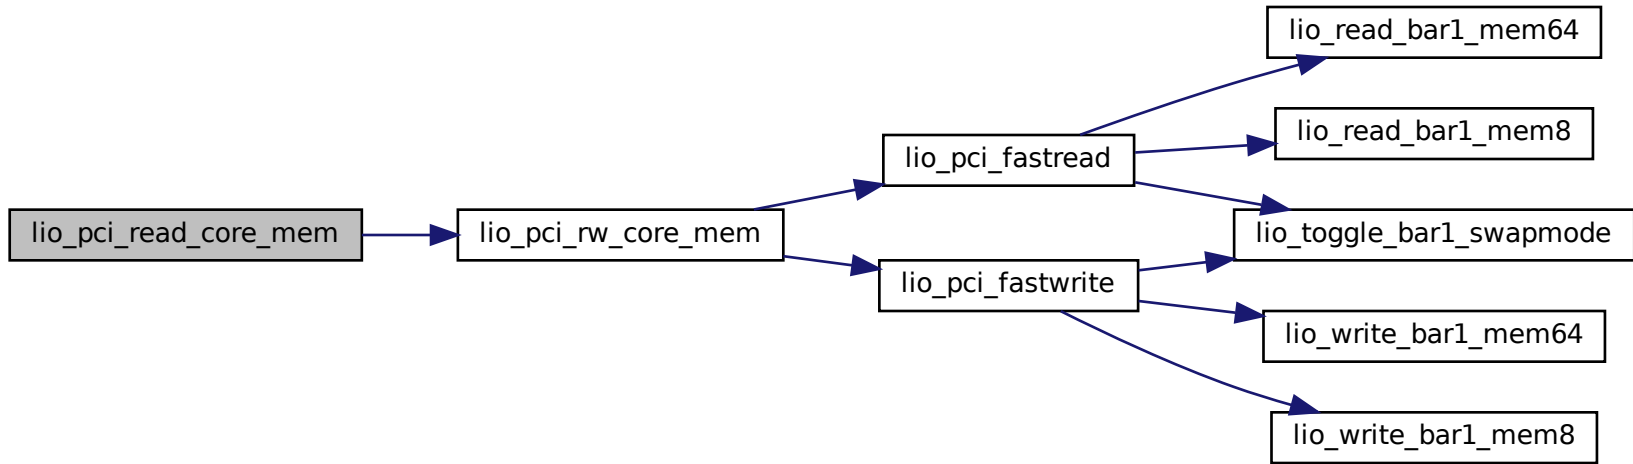 lio_read_bar1_mem64
lio_read_bar1_mem8
lio_pci_fastread
lio_pci_read_core_mem
lio_pci_rw_core_mem
lio_toggle_bar1_swapmode
lio_pci_fastwrite
lio_write_bar1_mem64
lio_write_bar1_mem8